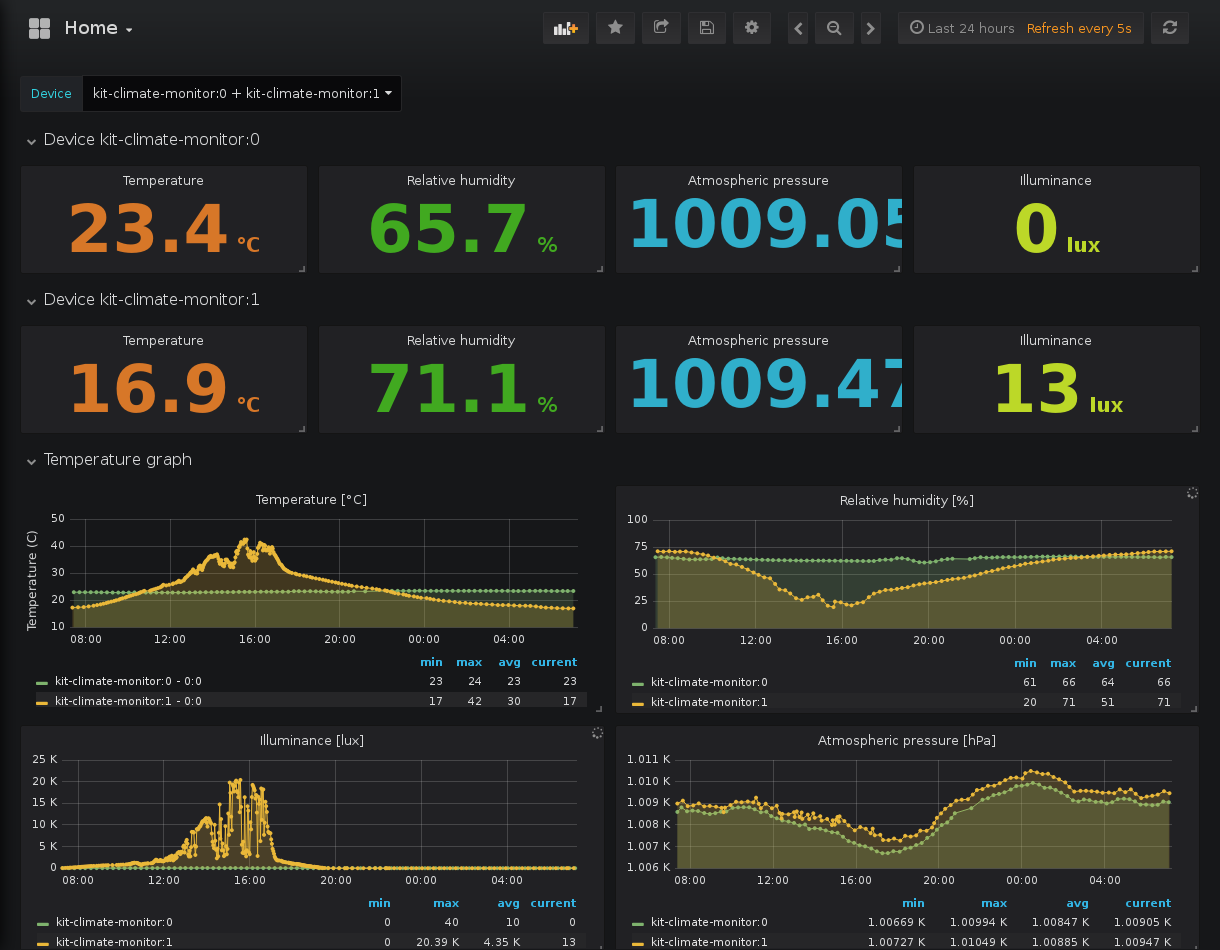 Home
Last 24 hours Refresh every 5s
Device kit-climate-monitor:0 + kit-climate-monitor:1
Device kit-climate-monitor:0
Temperature Relative humidity Atmospheric pressure Illuminance
23.4 °C 65.7 % 1009.05 0 lux
Device kit-climate-monitor:1
Temperature Relative humidity Atmospheric pressure Illuminance
16.9 °C 71.1 % 1009.47 13 lux
Temperature graph
Temperature [°C]
Temperature (C)
50
40
30
20
10
08:00 12:00 16:00 20:00 00:00 04:00
min max avg current
kit-climate-monitor:0 - 0:0 23 24 23 23
kit-climate-monitor:1 - 0:0 17 42 30 17
Relative humidity [%]
100
75
50
25
0
08:00 12:00 16:00 20:00 00:00 04:00
min max avg current
kit-climate-monitor:0 61 66 64 66
kit-climate-monitor:1 20 71 51 71
Illuminance [lux]
25 K
20 K
15 K
10 K
5 K
0
08:00 12:00 16:00 20:00 00:00 04:00
min max avg current
kit-climate-monitor:0 0 40 10 0
kit-climate-monitor:1 0 20.39 K 4.35 K 13
Atmospheric pressure [hPa]
1.011 K
1.010 K
1.009 K
1.008 K
1.007 K
1.006 K
08:00 12:00 16:00 20:00 00:00 04:00
min max avg current
kit-climate-monitor:0 1.00669 K 1.00994 K 1.00847 K 1.00905 K
kit-climate-monitor:1 1.00727 K 1.01049 K 1.00885 K 1.00947 K